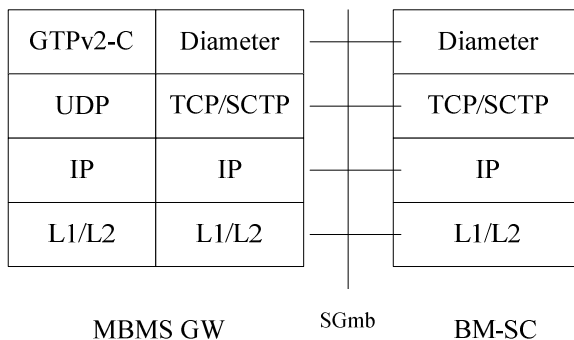 GTPv2-C Diameter Diameter
UDP TCP/SCTP TCP/SCTP
IP IP IP
L1/L2 L1/L2 L1/L2
MBMS GW SGmb BM-SC